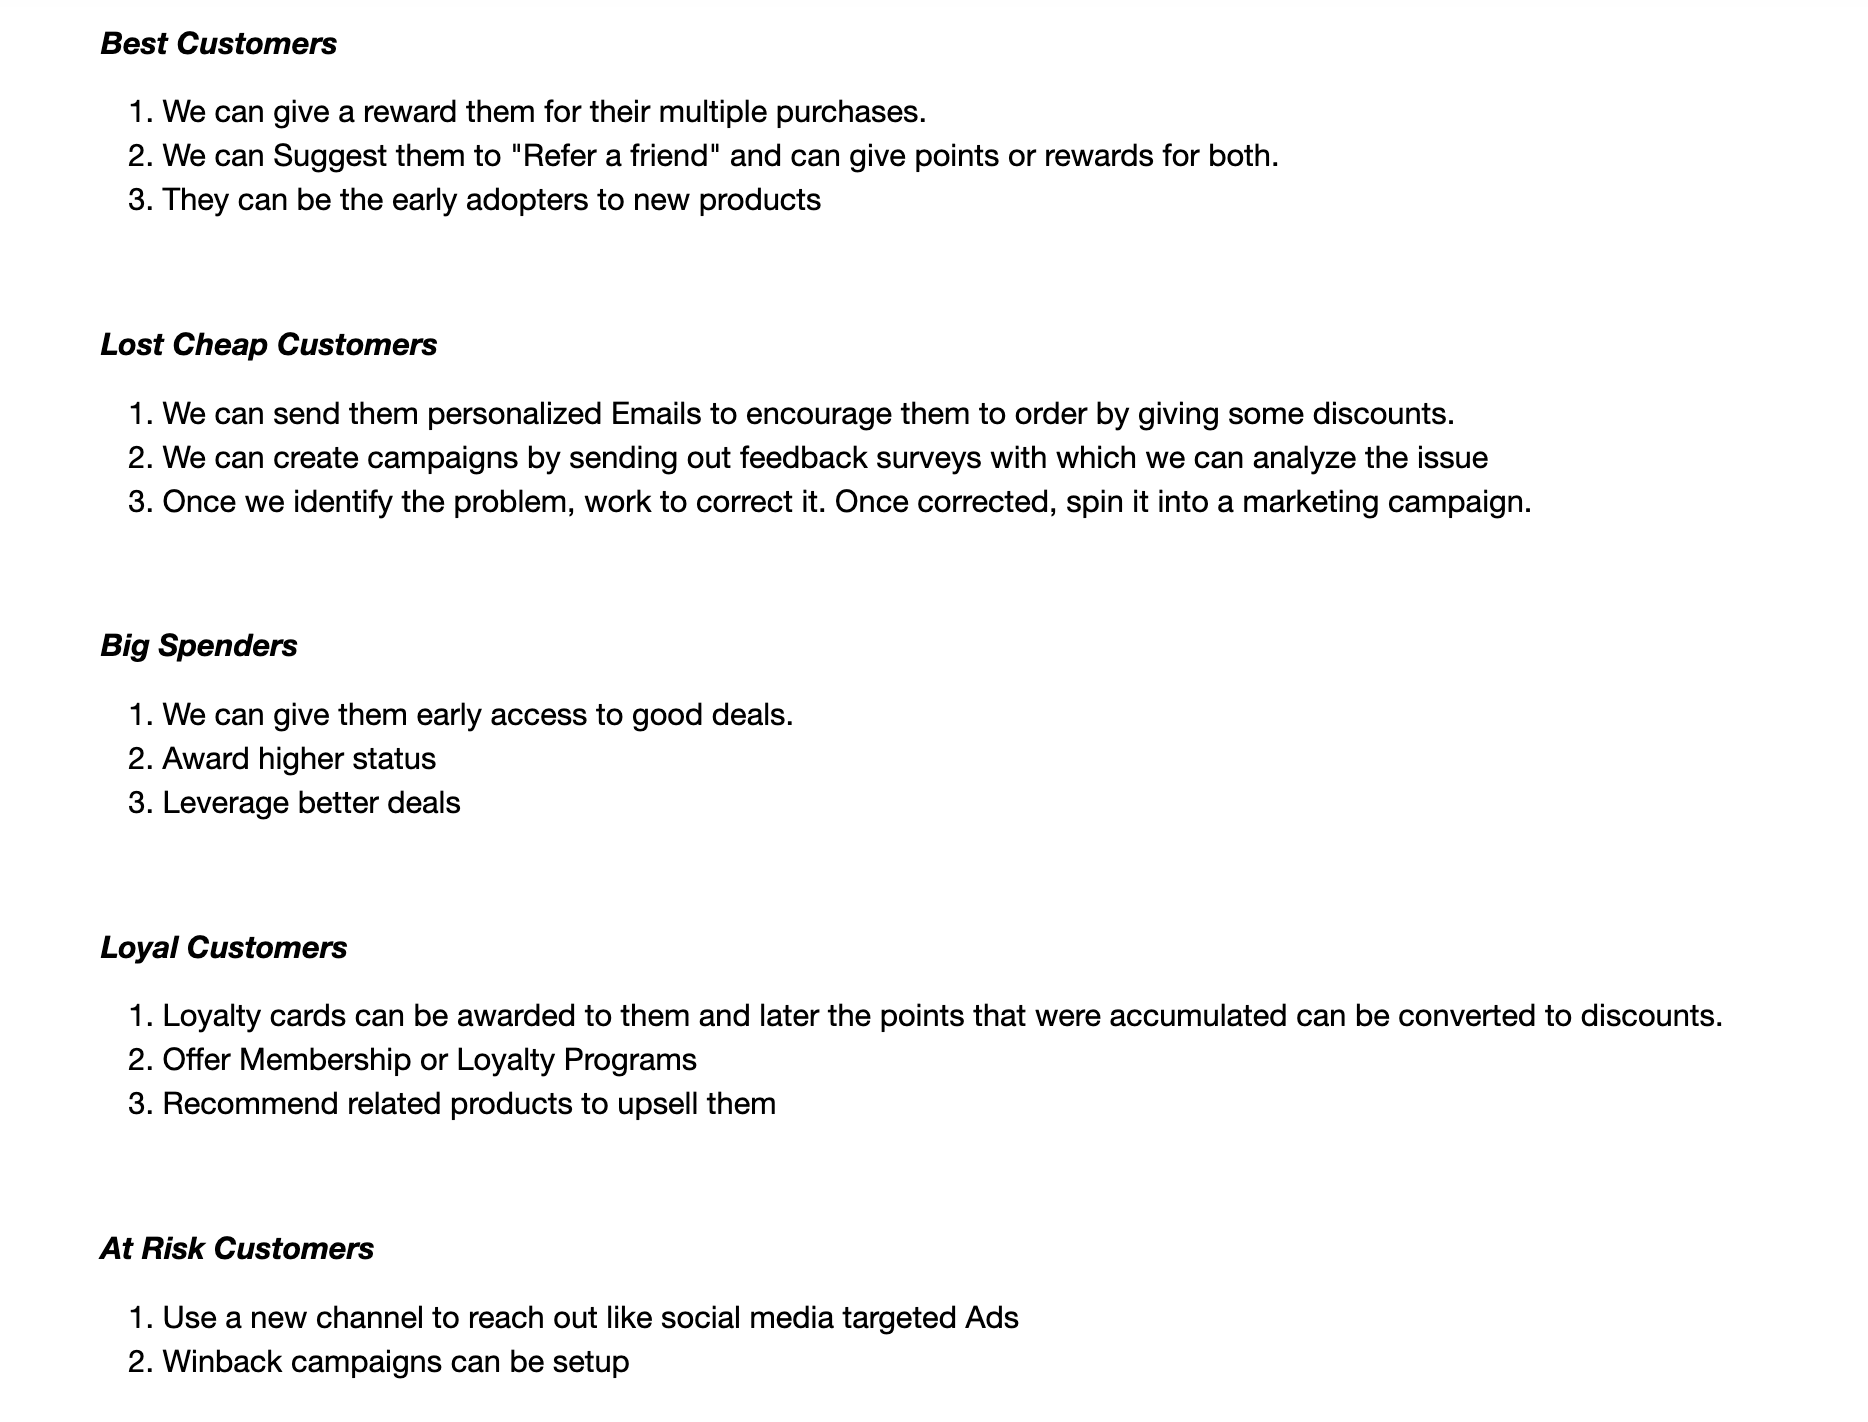 Best Customers
1. We can give a reward them for their multiple purchases.
2. We can Suggest them to "Refer a friend" and can give points or rewards for both.
3. They can be the early adopters to new products
Lost Cheap Customers
1. We can send them personalized Emails to encourage them to order by giving some discounts.
2. We can create campaigns by sending out feedback surveys with which we can analyze the issue
3. Once we identify the problem, work to correct it. Once corrected, spin it into a marketing campaign.
Big Spenders
1. We can give them early access to good deals.
2. Award higher status
3. Leverage better deals
Loyal Customers
1. Loyalty cards can be awarded to them and later the points that were accumulated can be converted to discounts.
2. Offer Membership or Loyalty Programs
3. Recommend related products to upsell them
At Risk Customers
1. Use a new channel to reach out like social media targeted Ads
2. Winback campaigns can be setup